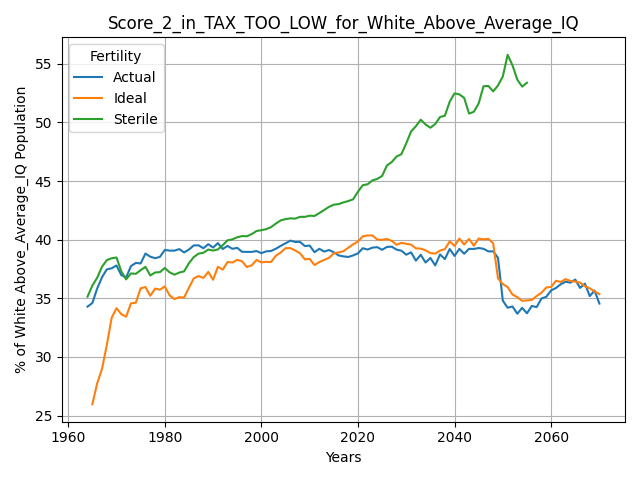 Score_2_in_TAX_TOO_LOW_for_White_Above_Average_IQ
Fertility
Actual
Ideal
Sterile
% of White Above_Average_IQ Population
55
50
45
40
35
30
25
1960
1980
2000
2020
2040
2060
Years